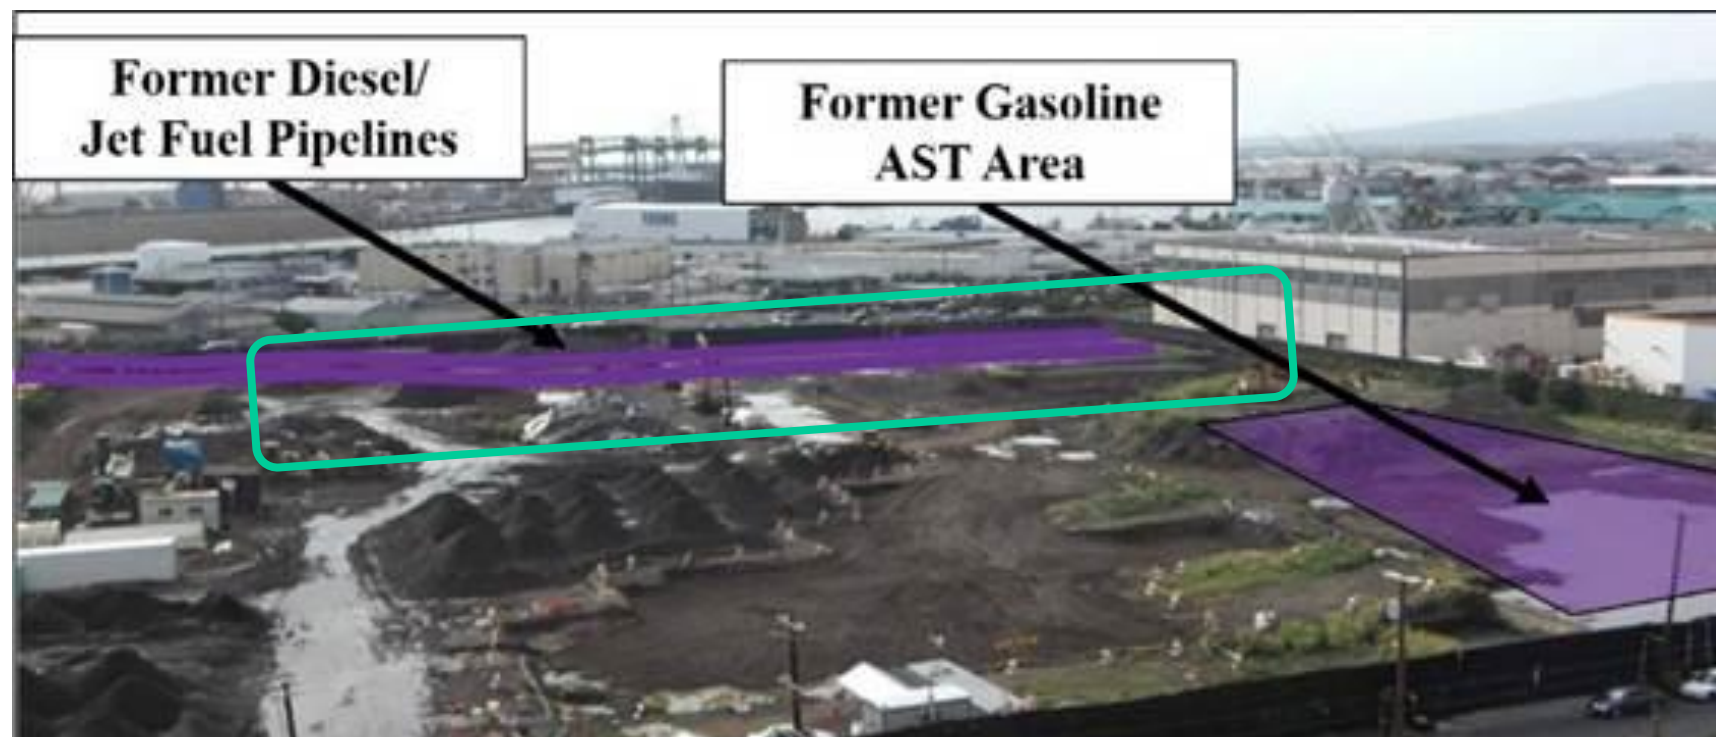 Former Diesel/
Jet Fuel Pipelines
Former Gasoline
AST Area